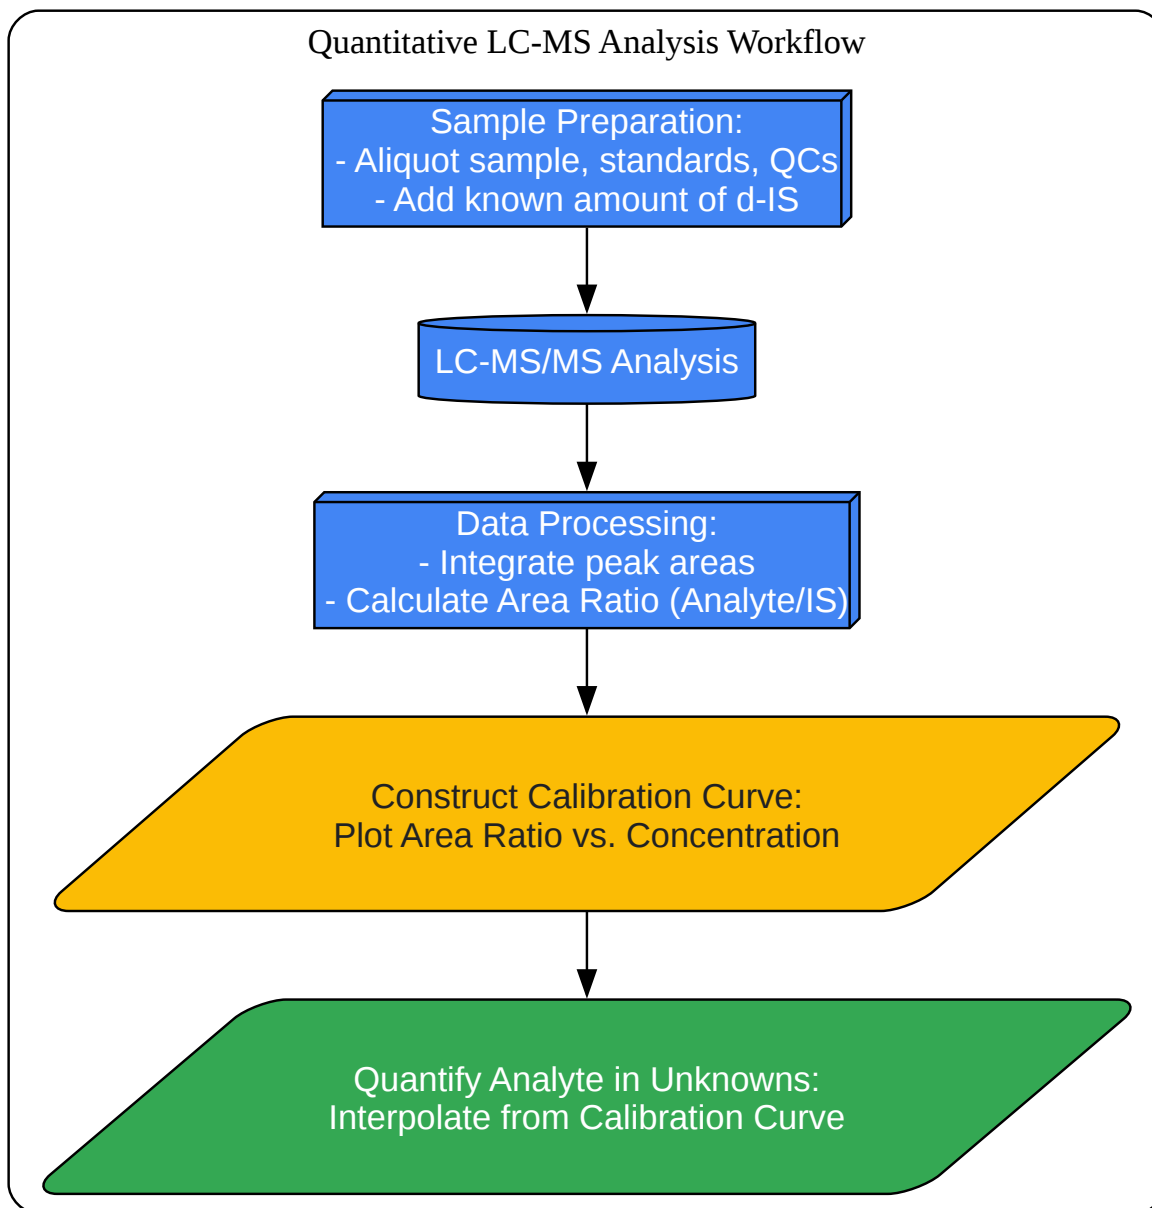 Quantitative LC-MS Analysis Workflow
Sample Preparation:
- Aliquot sample, standards, QCs
- Add known amount of d-IS
LC-MS/MS Analysis
Data Processing:
- Integrate peak areas
- Calculate Area Ratio (Analyte/IS)
Construct Calibration Curve:
Plot Area Ratio vs. Concentration
Quantify Analyte in Unknowns:
Interpolate from Calibration Curve